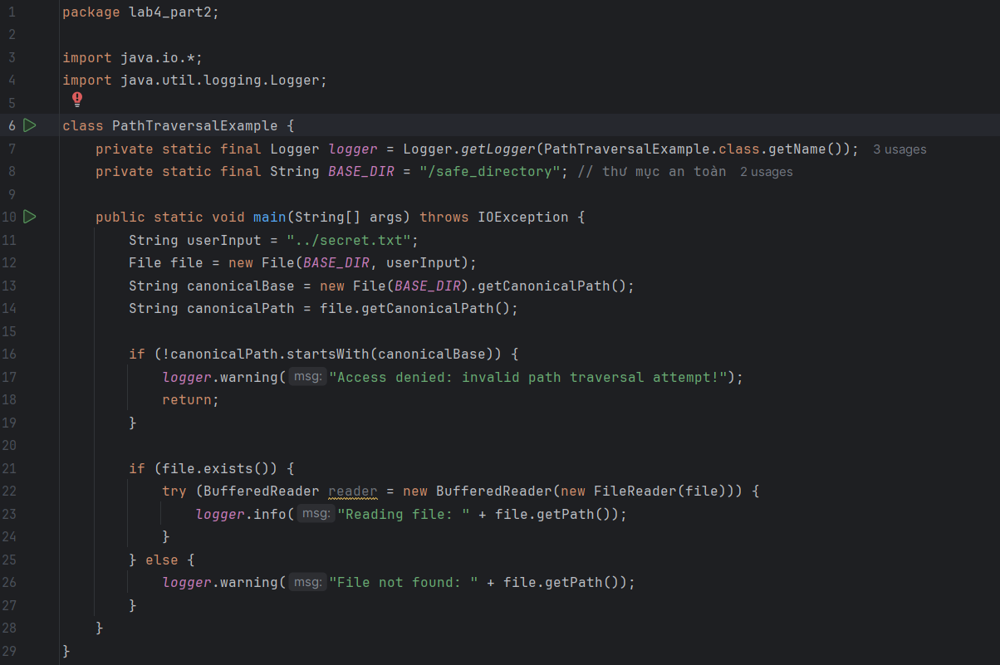 1 package lab4_part2;
2
3 import java.io.*;
4 import java.util.logging.Logger;
5
6 class PathTraversalExample {
7     private static final Logger logger = Logger.getLogger(PathTraversalExample.class.getName()); 3 usages
8     private static final String BASE_DIR = "/safe_directory"; // thư mục an toàn 2 usages
9
10     public static void main(String[] args) throws IOException {
11         String userInput = "../secret.txt";
12         File file = new File(BASE_DIR, userInput);
13         String canonicalBase = new File(BASE_DIR).getCanonicalPath();
14         String canonicalPath = file.getCanonicalPath();
15
16         if (!canonicalPath.startsWith(canonicalBase)) {
17             logger.warning( msg: "Access denied: invalid path traversal attempt!");
18             return;
19         }
20
21         if (file.exists()) {
22             try (BufferedReader reader = new BufferedReader(new FileReader(file))) {
23                 logger.info( msg: "Reading file: " + file.getPath());
24             }
25         } else {
26             logger.warning( msg: "File not found: " + file.getPath());
27         }
28     }
29 }